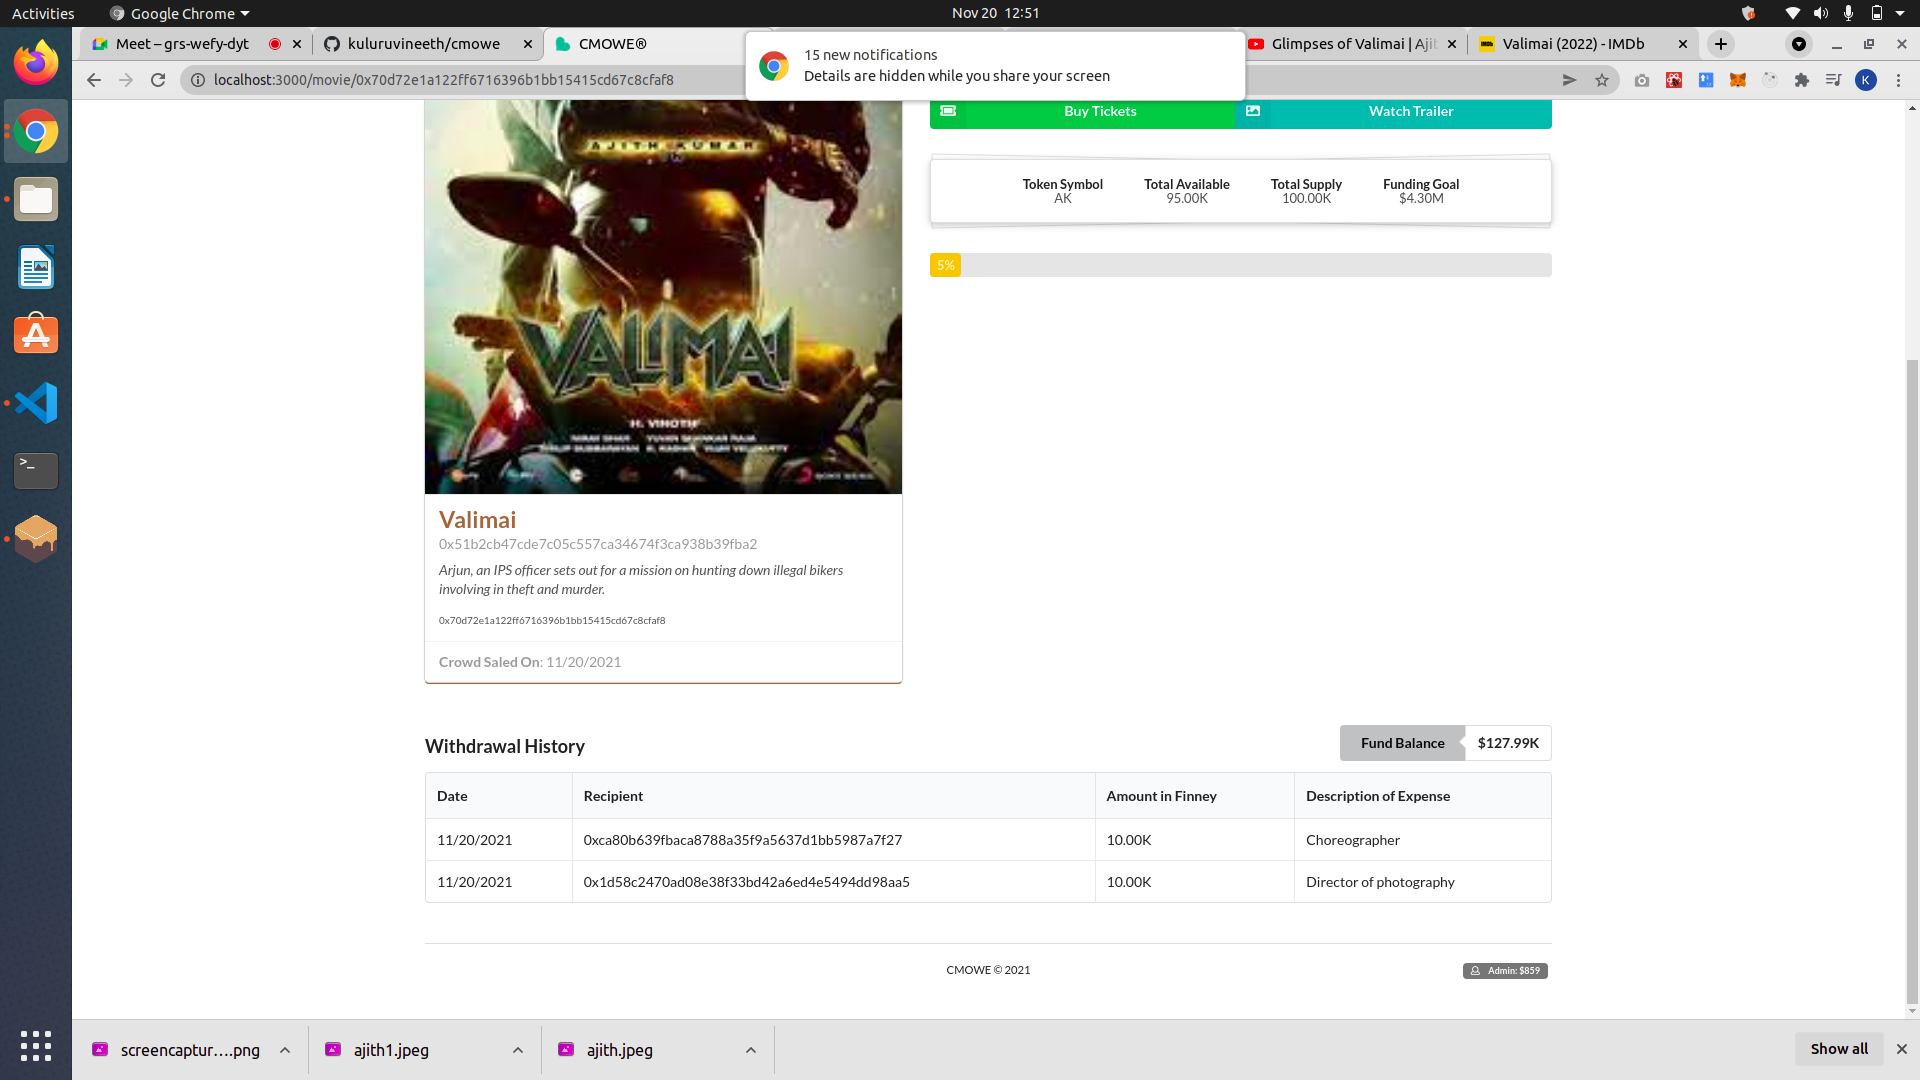 Activities
Google Chrome
Nov 20 12:51
Meet – grs-wefy-dyt
kuluruvineeth/cmowe
CMOWE®
Glimpses of Valimai | Ajit
Valimai (2022) - IMDb
15 new notifications
Details are hidden while you share your screen
localhost:3000/movie/0x70d72e1a122ff6716396b1bb15415cd67c8cfaf8
K
Buy Tickets
Watch Trailer
AJITH KUMAR
Token Symbol
AK
Total Available
95.00K
Total Supply
100.00K
Funding Goal
$4.30M
5%
VALIMAI
H. VINOTH
Valimai
0x51b2cb47cde7c05c557ca34674f3ca938b39fba2
Arjun, an IPS officer sets out for a mission on hunting down illegal bikers
involving in theft and murder.
0x70d72e1a122ff6716396b1bb15415cd67c8cfaf8
Crowd Saled On: 11/20/2021
Withdrawal History
Fund Balance
$127.99K
Date Recipient Amount in Finney Description of Expense
11/20/2021 0xca80b639fbaca8788a35f9a5637d1bb5987a7f27 10.00K Choreographer
11/20/2021 0x1d58c2470ad08e38f33bd42a6ed4e5494dd98aa5 10.00K Director of photography
CMOWE © 2021
Admin: $859
screencaptur....png
ajith1.jpeg
ajith.jpeg
Show all